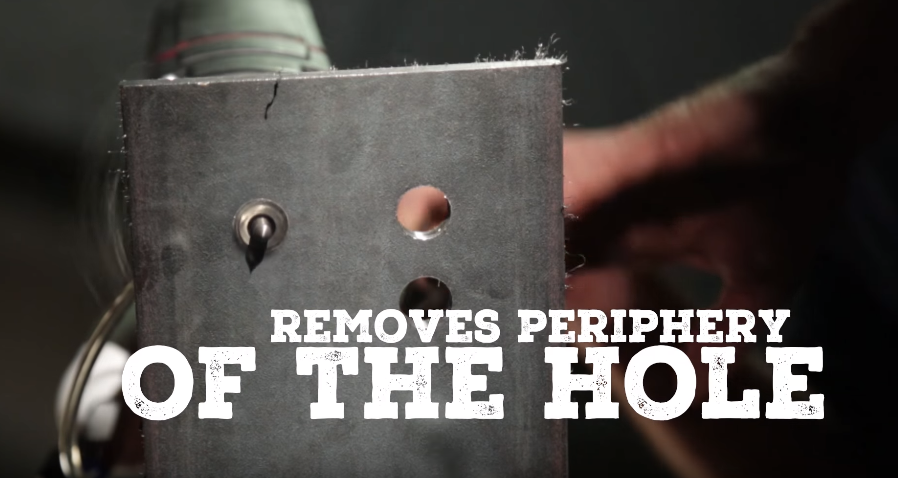 REMOVES PERIPHERY
OF THE HOLE